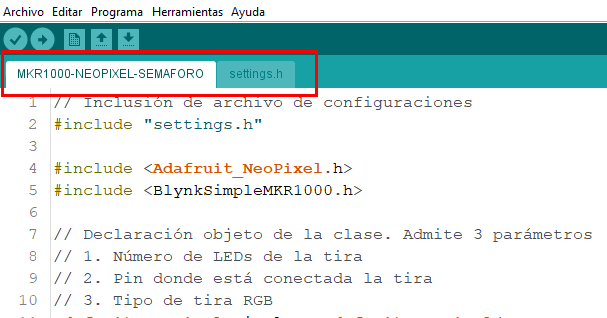 Archivo Editar Programa Herramientas Ayuda
MKR1000-NEOPIXEL-SEMAFORO settings.h
1 // Inclusión de archivo de configuraciones
2 #include "settings.h"
3
4 #include <Adafruit_NeoPixel.h>
5 #include <BlynkSimpleMKR1000.h>
6
7 // Declaración objeto de la clase. Admite 3 parámetros
8 // 1. Número de LEDs de la tira
9 // 2. Pin donde está conectada la tira
10 // 3. Tipo de tira RGB